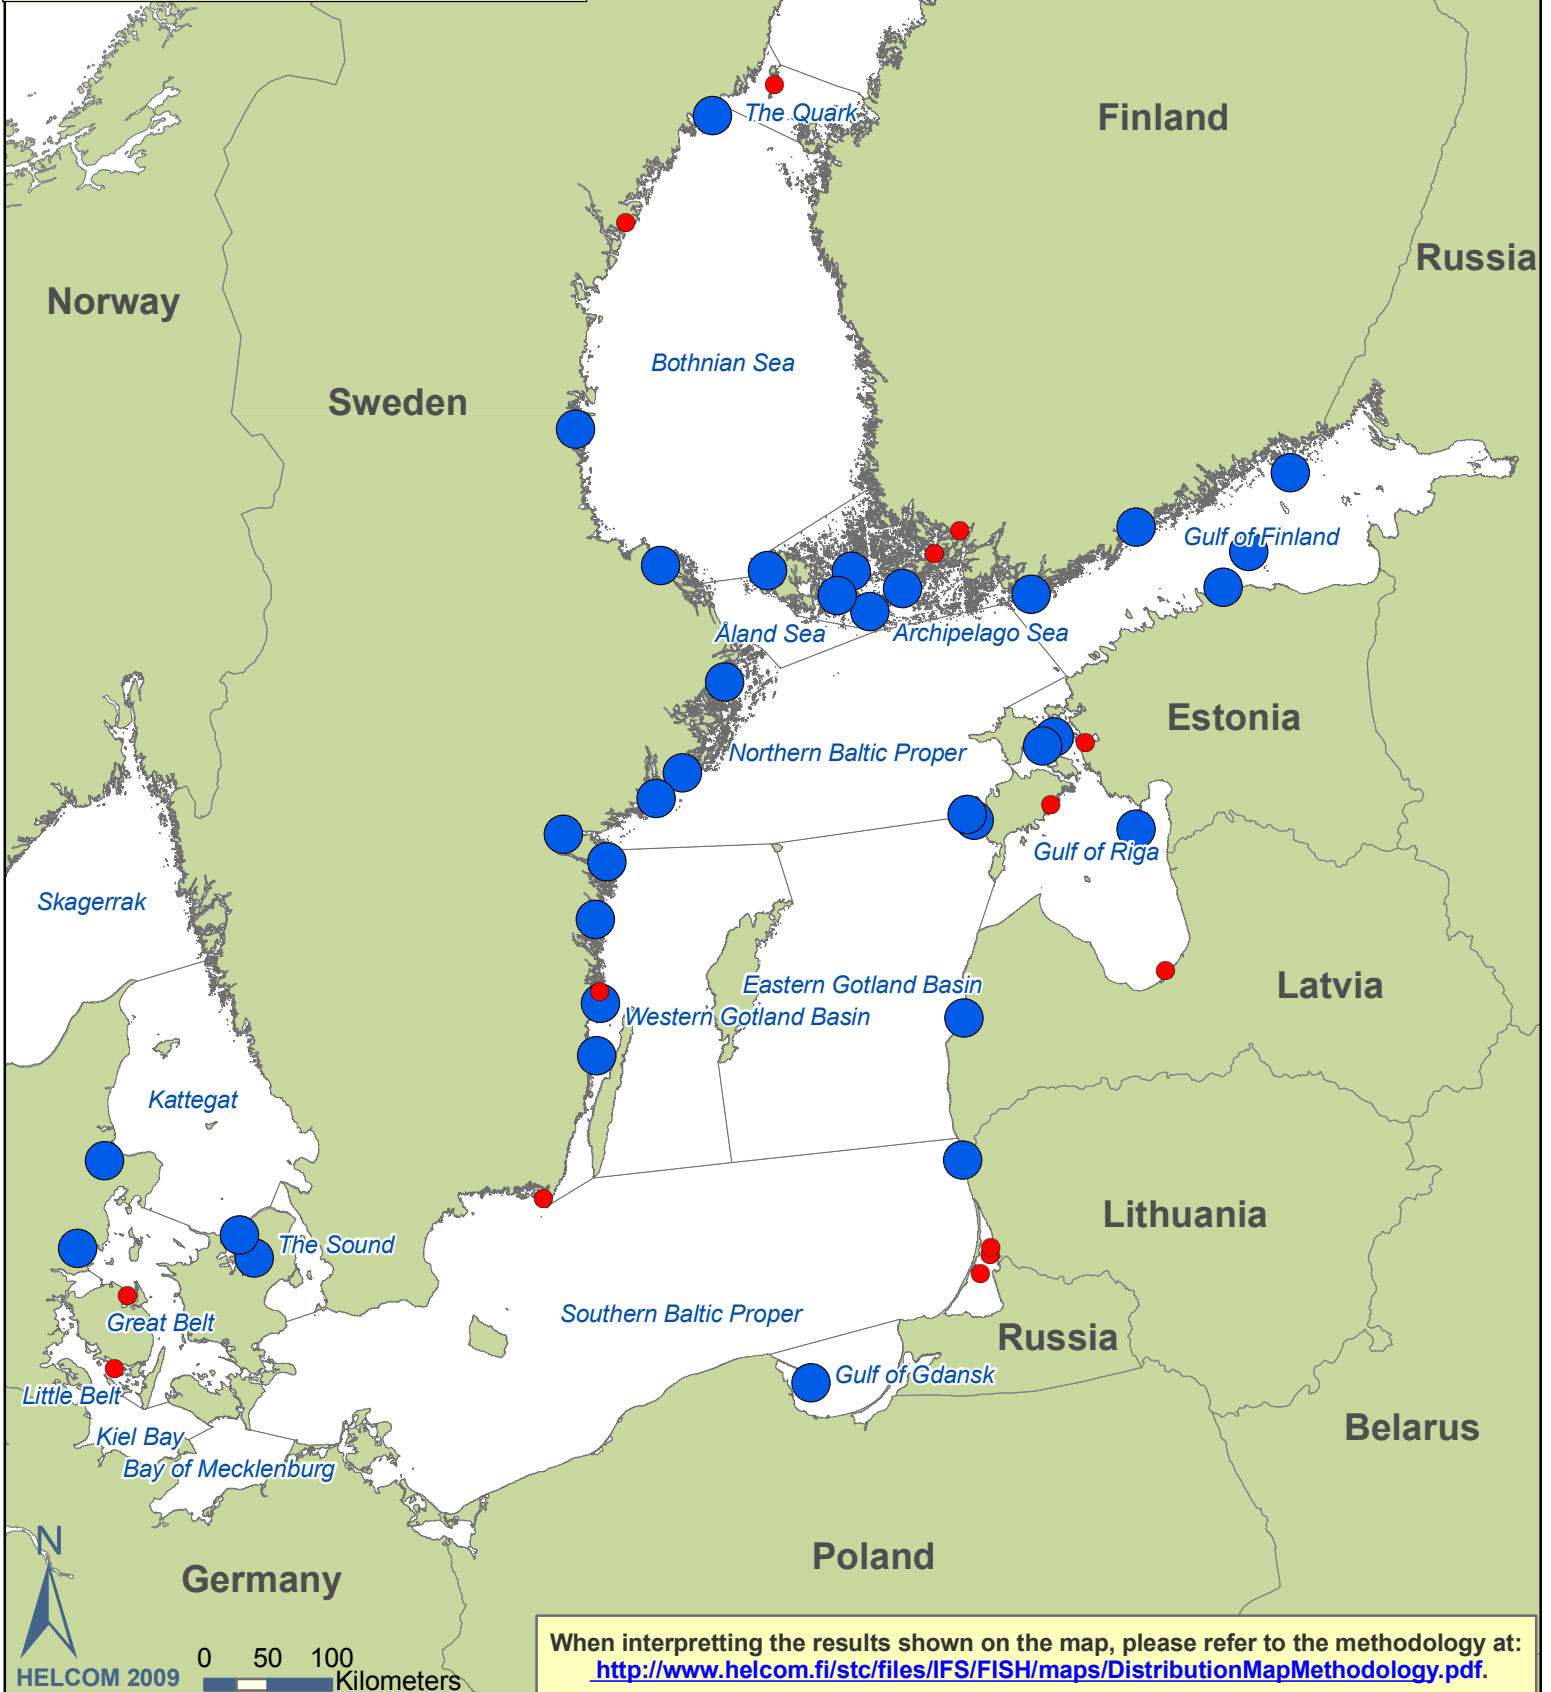 The Quark
Finland
Russia
Norway
Bothnian Sea
Sweden
Gulf of Finland
Åland Sea
Archipelago Sea
Estonia
Northern Baltic Proper
Gulf of Riga
Skagerrak
Eastern Gotland Basin
Latvia
Western Gotland Basin
Kattegat
Lithuania
The Sound
Southern Baltic Proper
Great Belt
Russia
Gulf of Gdansk
Little Belt
Belarus
Kiel Bay
Bay of Mecklenburg
N
Poland
Germany
HELCOM 2009
0 50 100
Kilometers
When interpretting the results shown on the map, please refer to the methodology at:
http://www.helcom.fi/stc/files/IFS/FISH/maps/DistributionMapMethodology.pdf.